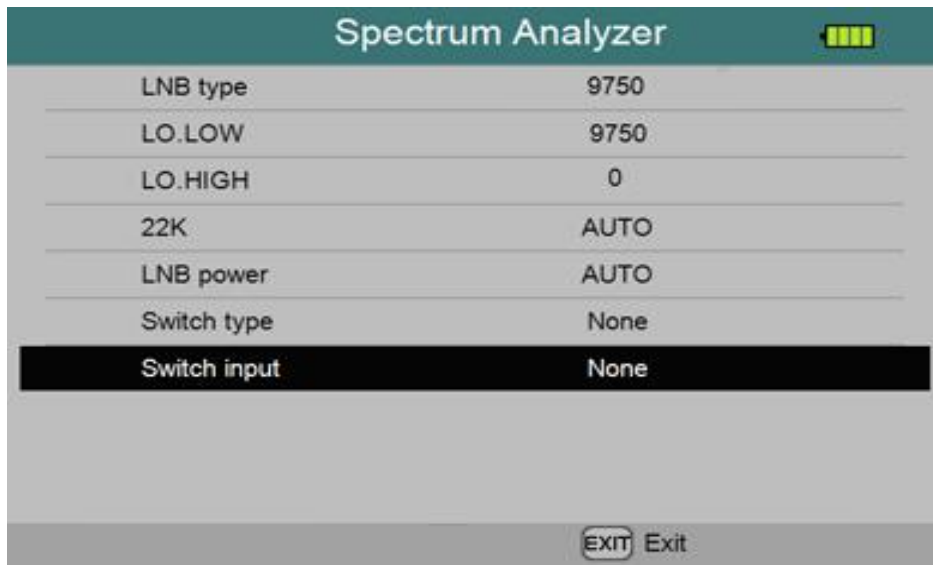 Spectrum Analyzer
LNB type 9750
LO.LOW 9750
LO.HIGH 0
22K AUTO
LNB power AUTO
Switch type None
Switch input None
EXIT Exit